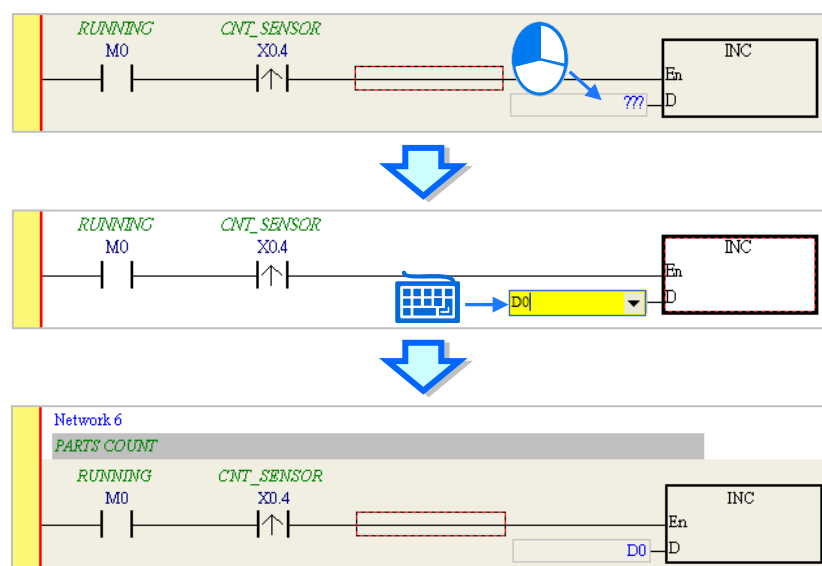 RUNNING CNT_SENSOR
M0 X0.4 INC
En
??? D
RUNNING CNT_SENSOR
M0 X0.4 INC
En
D0 D
Network 6
PARTS COUNT
RUNNING CNT_SENSOR
M0 X0.4 INC
En
D0 D